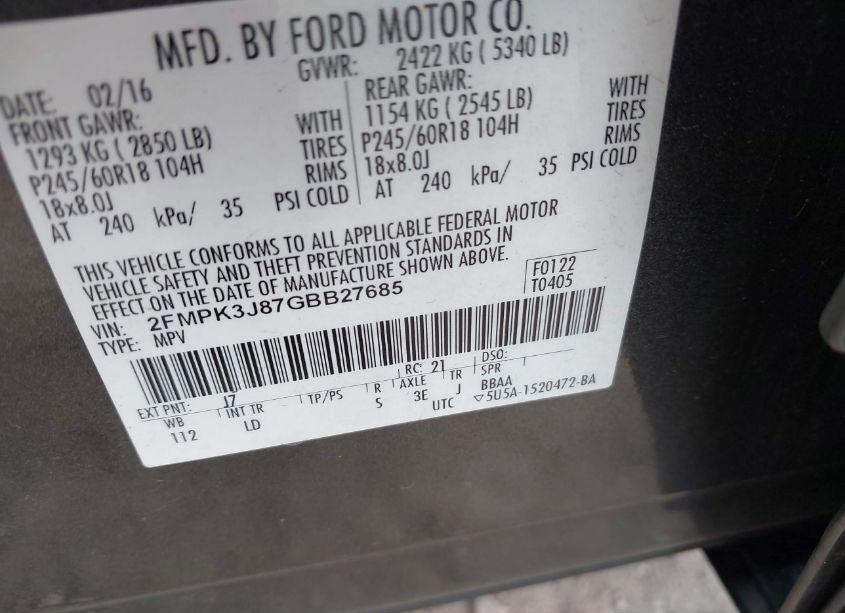 MFD. BY FORD MOTOR CO.
DATE: 02/16
GVWR: 2422 KG ( 5340 LB)
FRONT GAWR:
1293 KG ( 2850 LB) WITH
P245/60R18 104H TIRES
18x8.0J RIMS
AT 240 kPa/ 35 PSI COLD
REAR GAWR:
1154 KG ( 2545 LB) WITH
P245/60R18 104H TIRES
18x8.0J RIMS
AT 240 kPa/ 35 PSI COLD
THIS VEHICLE CONFORMS TO ALL APPLICABLE FEDERAL MOTOR
VEHICLE SAFETY AND THEFT PREVENTION STANDARDS IN
EFFECT ON THE DATE OF MANUFACTURE SHOWN ABOVE.
VIN: 2FMPK3J87GBB27685
TYPE: MPV
F0122
T0405
EXT PNT: J7 RC: 21 DSO:
WB INT TR TP/PS R AXLE TR SPR
112 LD S 3E J BBAA
UTC ▽5U5A-1520472-BA